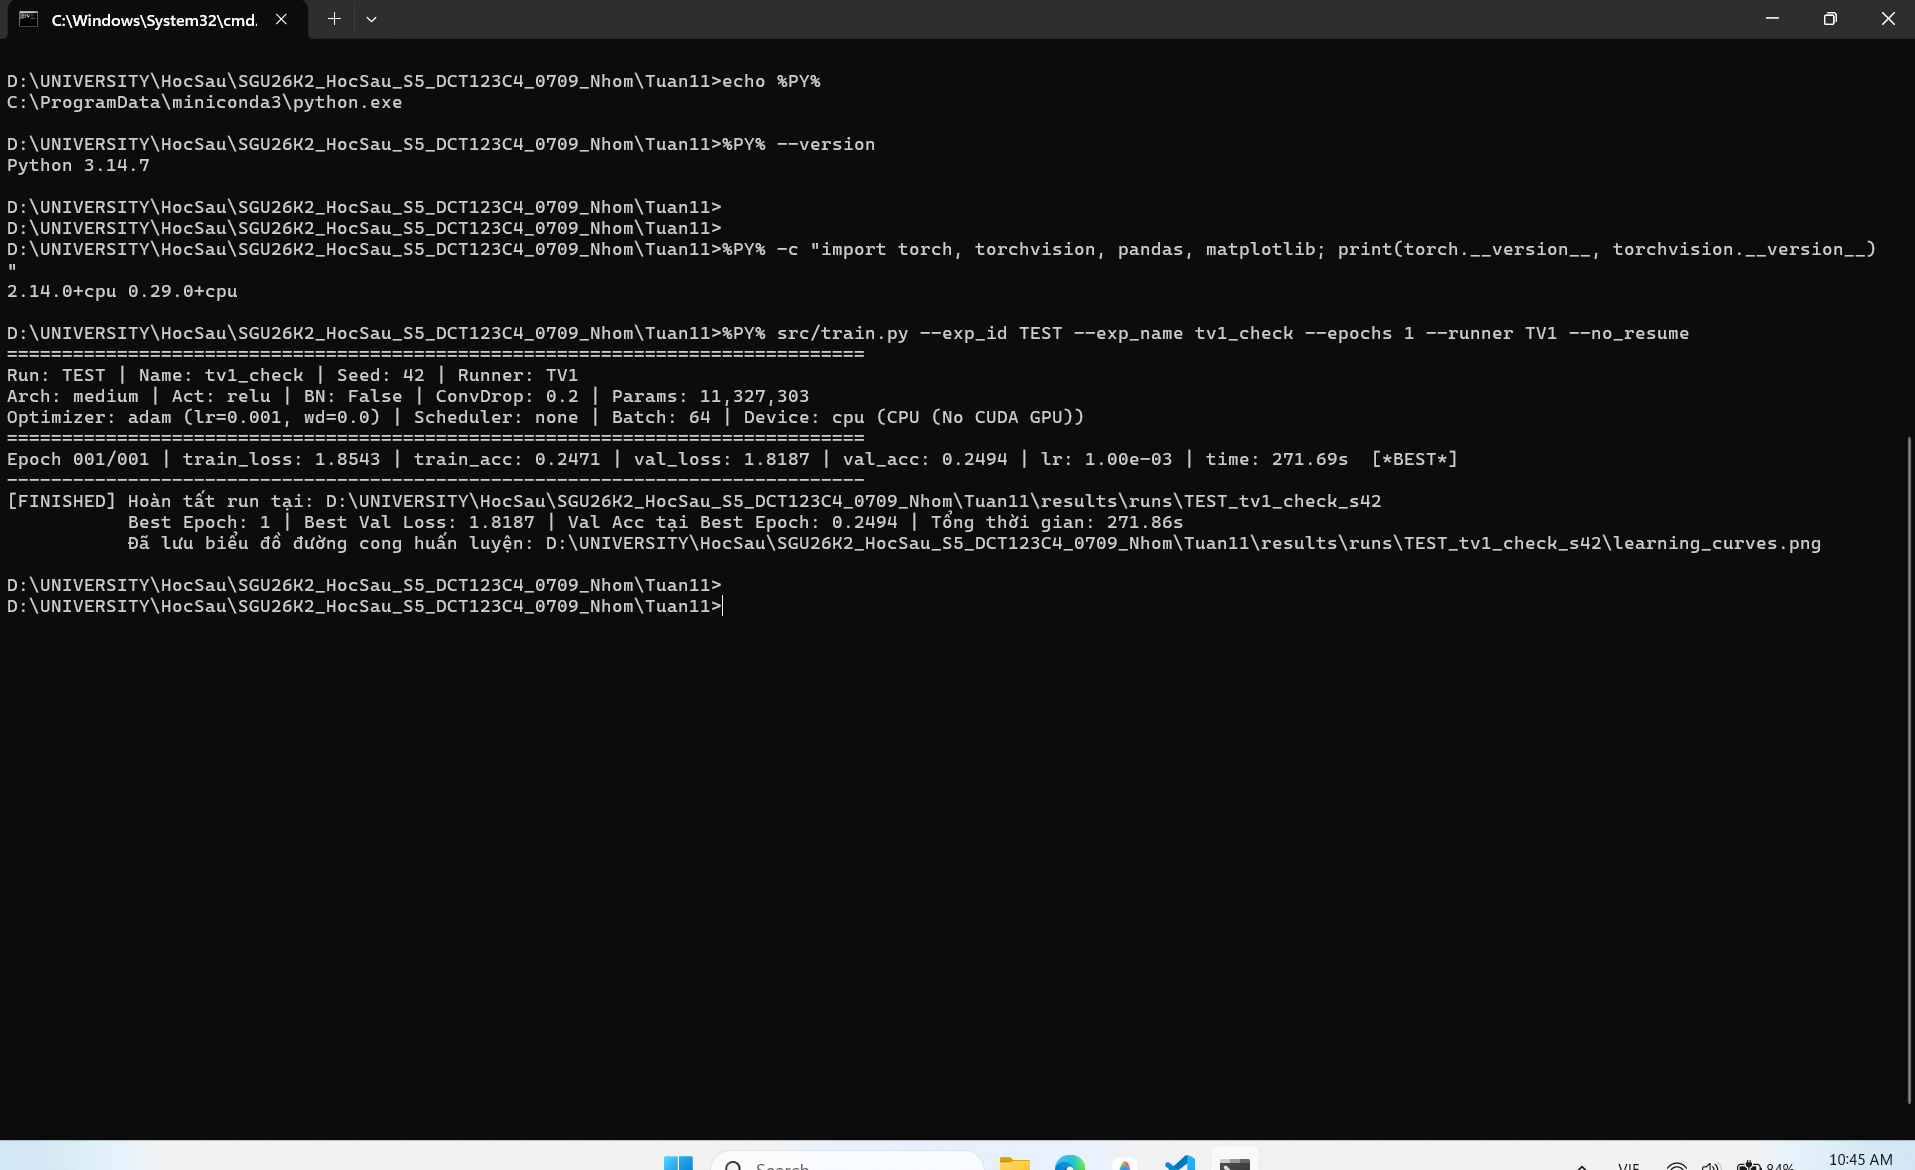 C:\Windows\System32\cmd.
D:\UNIVERSITY\HocSau\SGU26K2_HocSau_S5_DCT123C4_0709_Nhom\Tuan11>echo %PY%
C:\ProgramData\miniconda3\python.exe
D:\UNIVERSITY\HocSau\SGU26K2_HocSau_S5_DCT123C4_0709_Nhom\Tuan11>%PY% --version
Python 3.14.7
D:\UNIVERSITY\HocSau\SGU26K2_HocSau_S5_DCT123C4_0709_Nhom\Tuan11>
D:\UNIVERSITY\HocSau\SGU26K2_HocSau_S5_DCT123C4_0709_Nhom\Tuan11>
D:\UNIVERSITY\HocSau\SGU26K2_HocSau_S5_DCT123C4_0709_Nhom\Tuan11>%PY% -c "import torch, torchvision, pandas, matplotlib; print(torch.__version__, torchvision.__version__)
"
2.14.0+cpu 0.29.0+cpu
D:\UNIVERSITY\HocSau\SGU26K2_HocSau_S5_DCT123C4_0709_Nhom\Tuan11>%PY% src/train.py --exp_id TEST --exp_name tv1_check --epochs 1 --runner TV1 --no_resume
==============================================================================
Run: TEST | Name: tv1_check | Seed: 42 | Runner: TV1
Arch: medium | Act: relu | BN: False | ConvDrop: 0.2 | Params: 11,327,303
Optimizer: adam (lr=0.001, wd=0.0) | Scheduler: none | Batch: 64 | Device: cpu (CPU (No CUDA GPU))
==============================================================================
Epoch 001/001 | train_loss: 1.8543 | train_acc: 0.2471 | val_loss: 1.8187 | val_acc: 0.2494 | lr: 1.00e-03 | time: 271.69s [*BEST*]
------------------------------------------------------------------------------
[FINISHED] Hoàn tất run tại: D:\UNIVERSITY\HocSau\SGU26K2_HocSau_S5_DCT123C4_0709_Nhom\Tuan11\results\runs\TEST_tv1_check_s42
Best Epoch: 1 | Best Val Loss: 1.8187 | Val Acc tại Best Epoch: 0.2494 | Tổng thời gian: 271.86s
Đã lưu biểu đồ đường cong huấn luyện: D:\UNIVERSITY\HocSau\SGU26K2_HocSau_S5_DCT123C4_0709_Nhom\Tuan11\results\runs\TEST_tv1_check_s42\learning_curves.png
D:\UNIVERSITY\HocSau\SGU26K2_HocSau_S5_DCT123C4_0709_Nhom\Tuan11>
D:\UNIVERSITY\HocSau\SGU26K2_HocSau_S5_DCT123C4_0709_Nhom\Tuan11>
Search
VIE
84%
10:45 AM